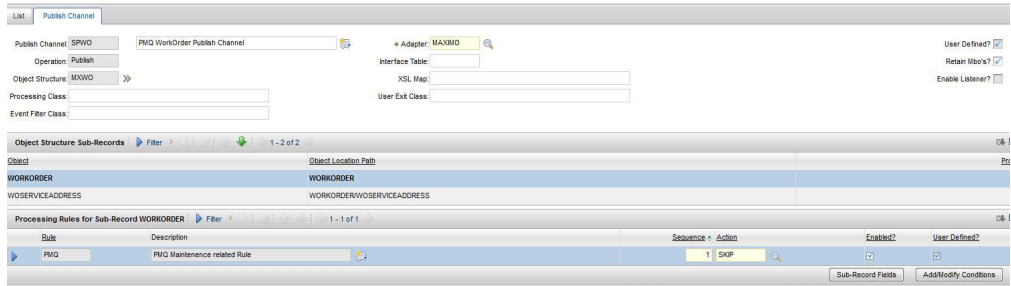 List Publish Channel
Publish Channel: SPWO PMQ WorkOrder Publish Channel * Adapter: MAXIMO User Defined?
Operation: Publish Interface Table: Retain Mbo's?
Object Structure: MXWO XSL Map: Enable Listener?
Processing Class: User Exit Class:
Event Filter Class:
Object Structure Sub-Records Filter 1 - 2 of 2
Object Object Location Path
WORKORDER WORKORDER
WOSERVICEADDRESS WORKORDER/WOSERVICEADDRESS
Processing Rules for Sub-Record WORKORDER Filter 1 - 1 of 1
Rule Description Sequence Action Enabled? User Defined?
PMQ PMQ Maintenence related Rule 1 SKIP
Sub-Record Fields Add/Modify Conditions